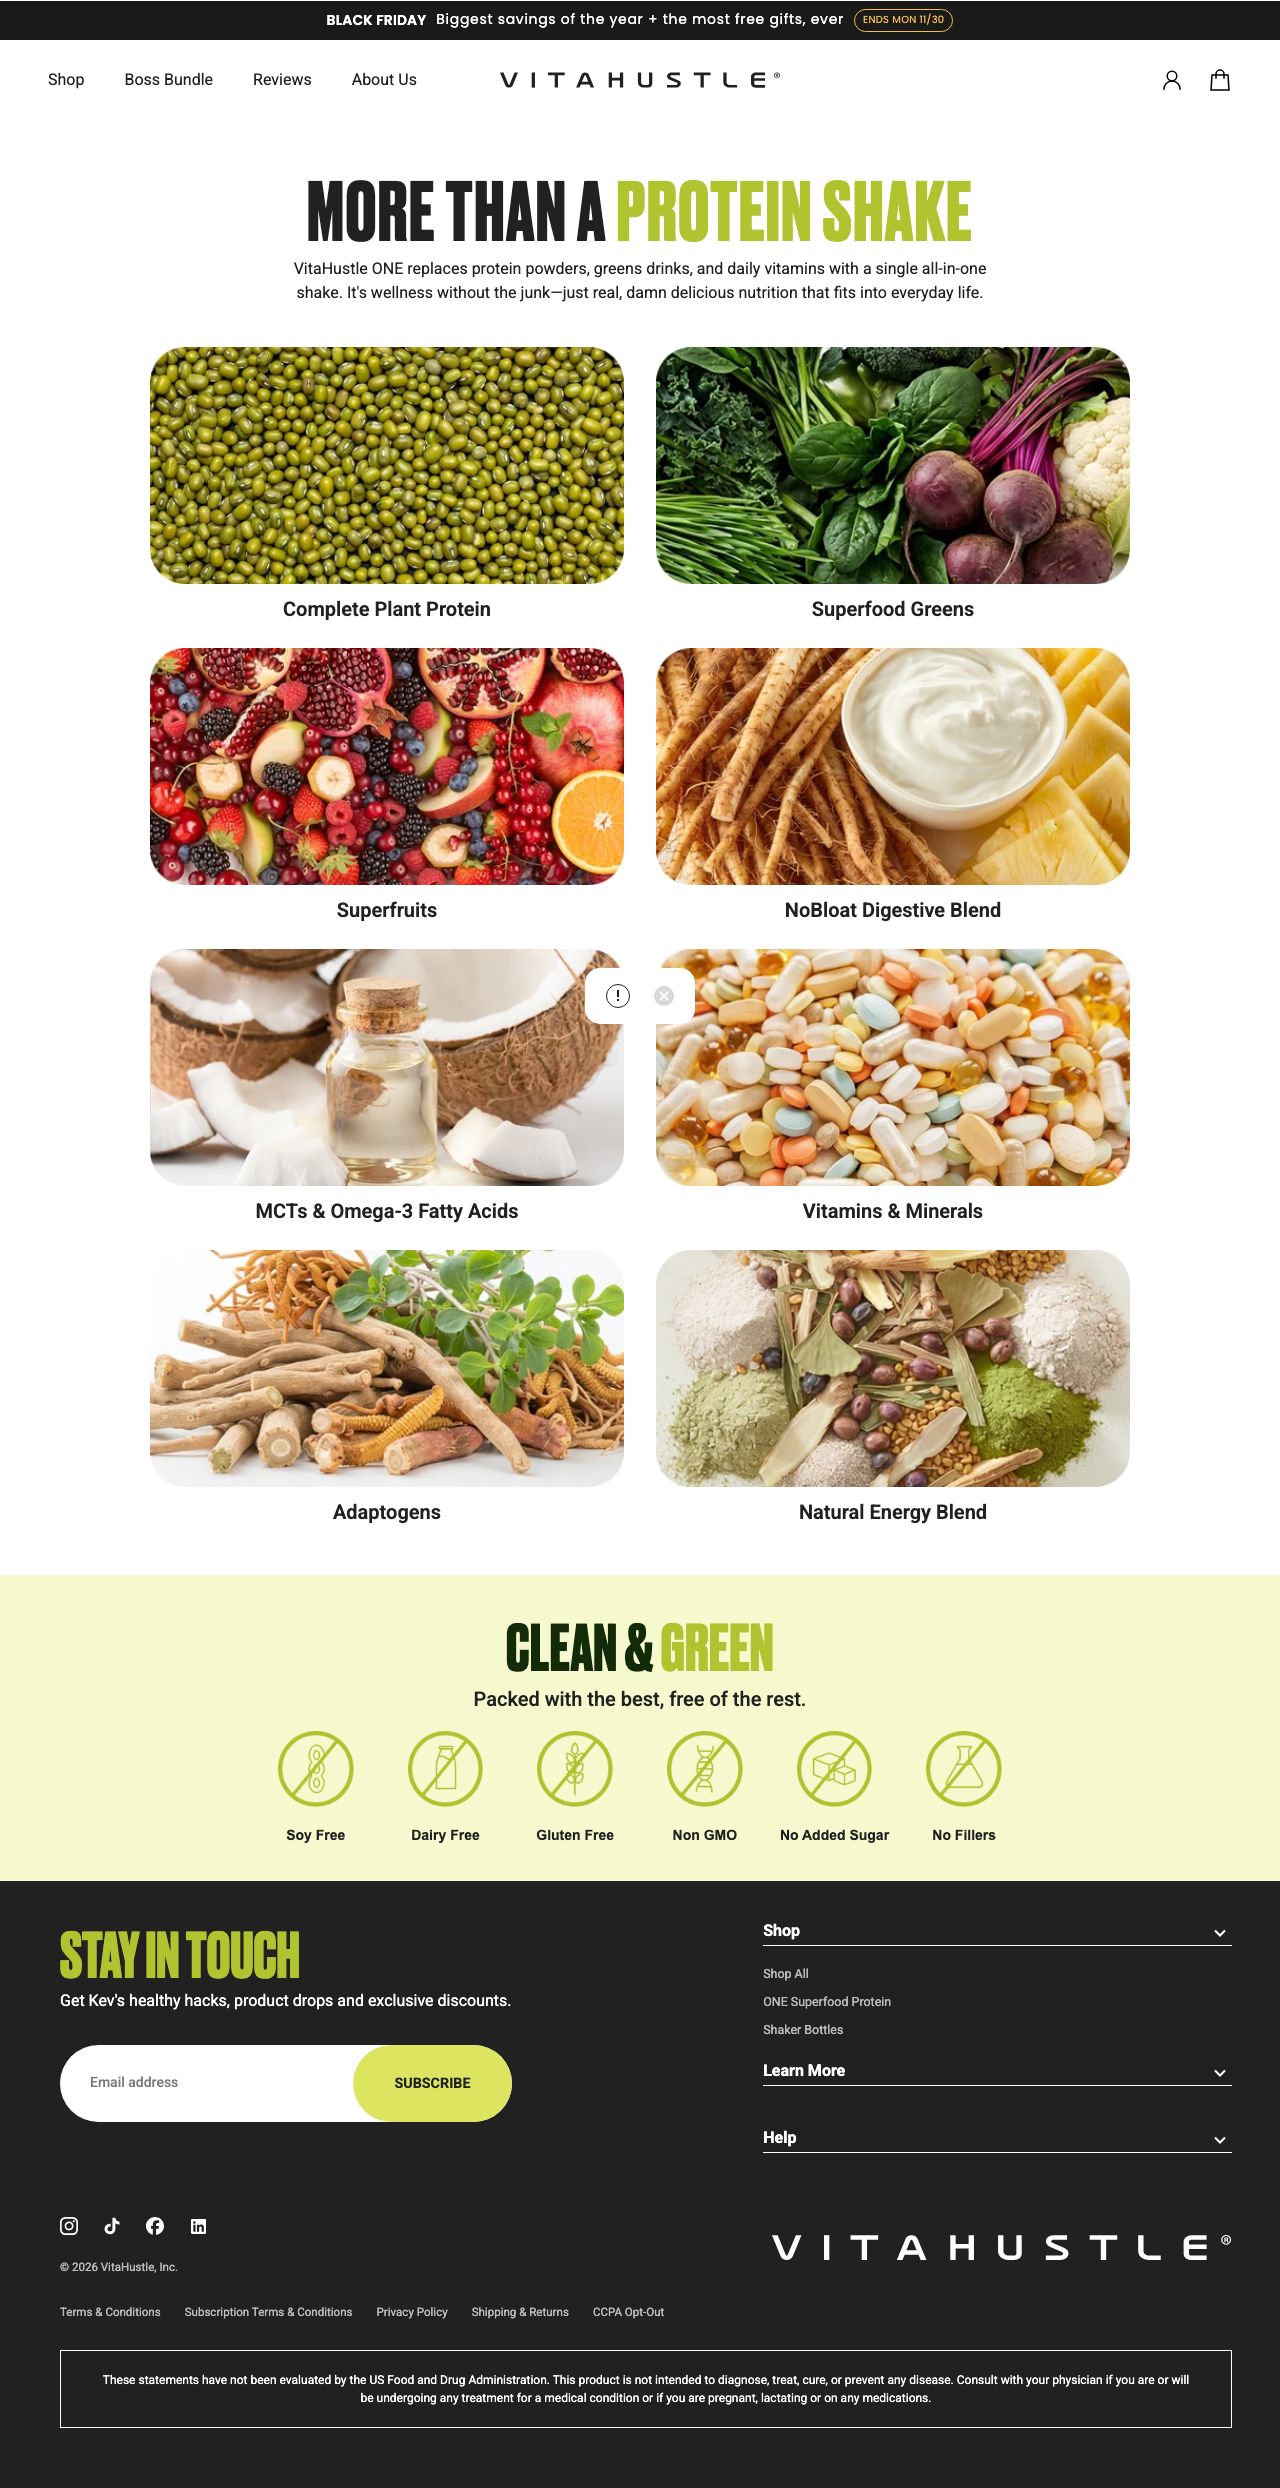 BLACK FRIDAY Biggest savings of the year + the most free gifts, ever ENDS MON 11/30
Shop Boss Bundle Reviews About Us VITAHUSTLE®
MORE THAN A PROTEIN SHAKE
VitaHustle ONE replaces protein powders, greens drinks, and daily vitamins with a single all-in-one
shake. It's wellness without the junk—just real, damn delicious nutrition that fits into everyday life.
Complete Plant Protein
Superfood Greens
Superfruits
NoBloat Digestive Blend
MCTs & Omega-3 Fatty Acids
Vitamins & Minerals
Adaptogens
Natural Energy Blend
CLEAN & GREEN
Packed with the best, free of the rest.
Soy Free
Dairy Free
Gluten Free
Non GMO
No Added Sugar
No Fillers
STAY IN TOUCH
Get Kev's healthy hacks, product drops and exclusive discounts.
Email address
SUBSCRIBE
Shop
Shop All
ONE Superfood Protein
Shaker Bottles
Learn More
Help
VITAHUSTLE®
© 2026 VitaHustle, Inc.
Terms & Conditions Subscription Terms & Conditions Privacy Policy Shipping & Returns CCPA Opt-Out
These statements have not been evaluated by the US Food and Drug Administration. This product is not intended to diagnose, treat, cure, or prevent any disease. Consult with your physician if you are or will
be undergoing any treatment for a medical condition or if you are pregnant, lactating or on any medications.